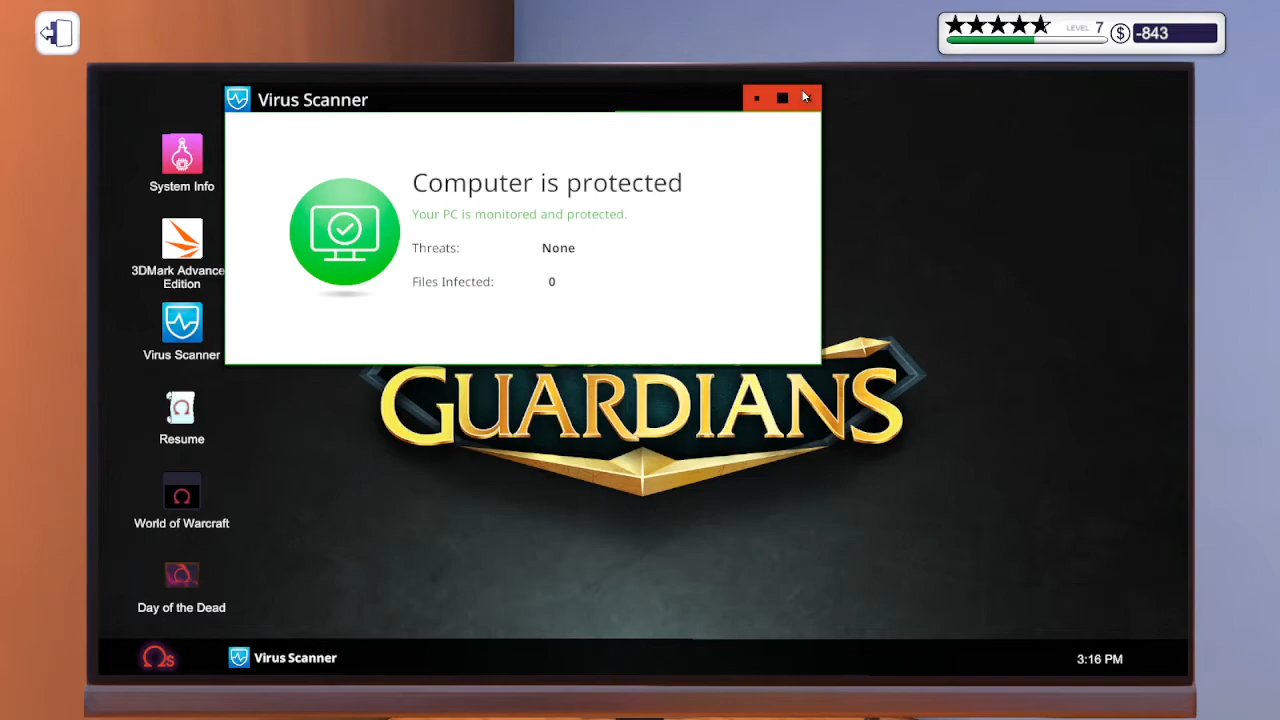 LEVEL 7
$ -843
Virus Scanner
Computer is protected
Your PC is monitored and protected.
Threats: None
Files Infected: 0
System Info
3DMark Advance
Edition
Virus Scanner
Resume
World of Warcraft
Day of the Dead
GUARDIANS
Ωs
Virus Scanner
3:16 PM